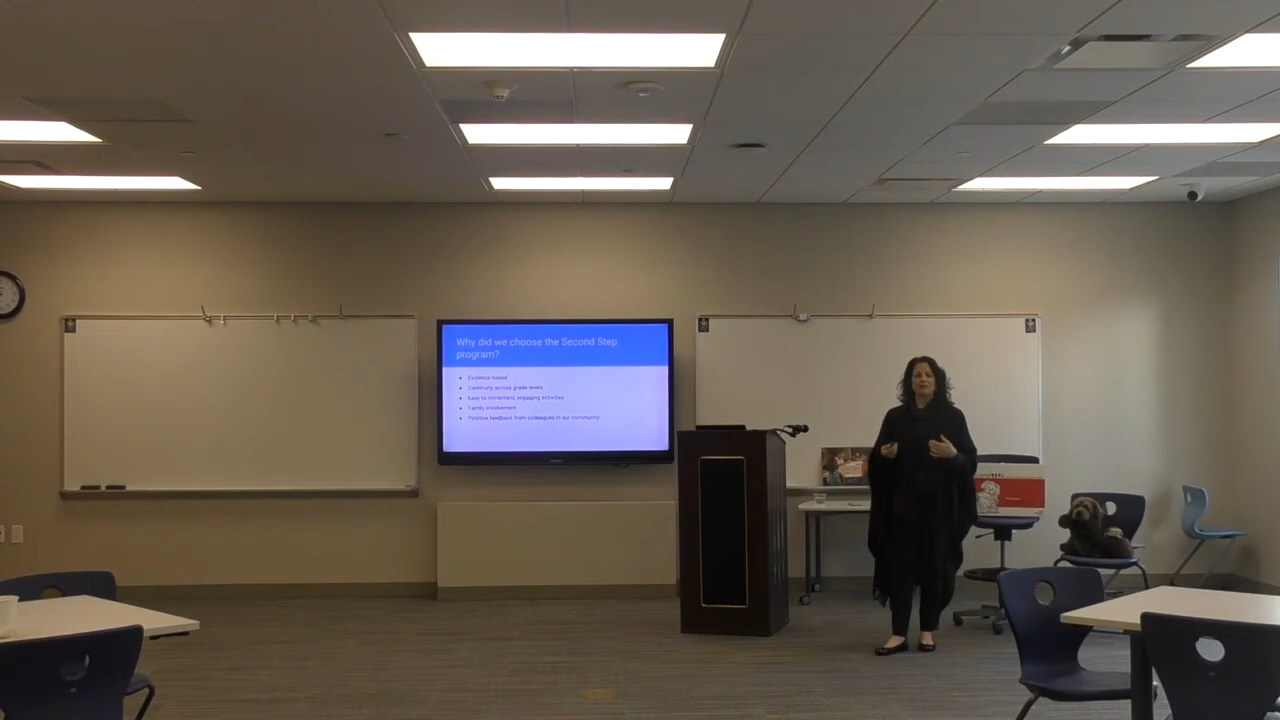 Why did we choose the Second Step
program?
Evidence based
Continuity across grade levels
Easy to implement, engaging activities
Family involvement
Positive feedback from colleagues in our community